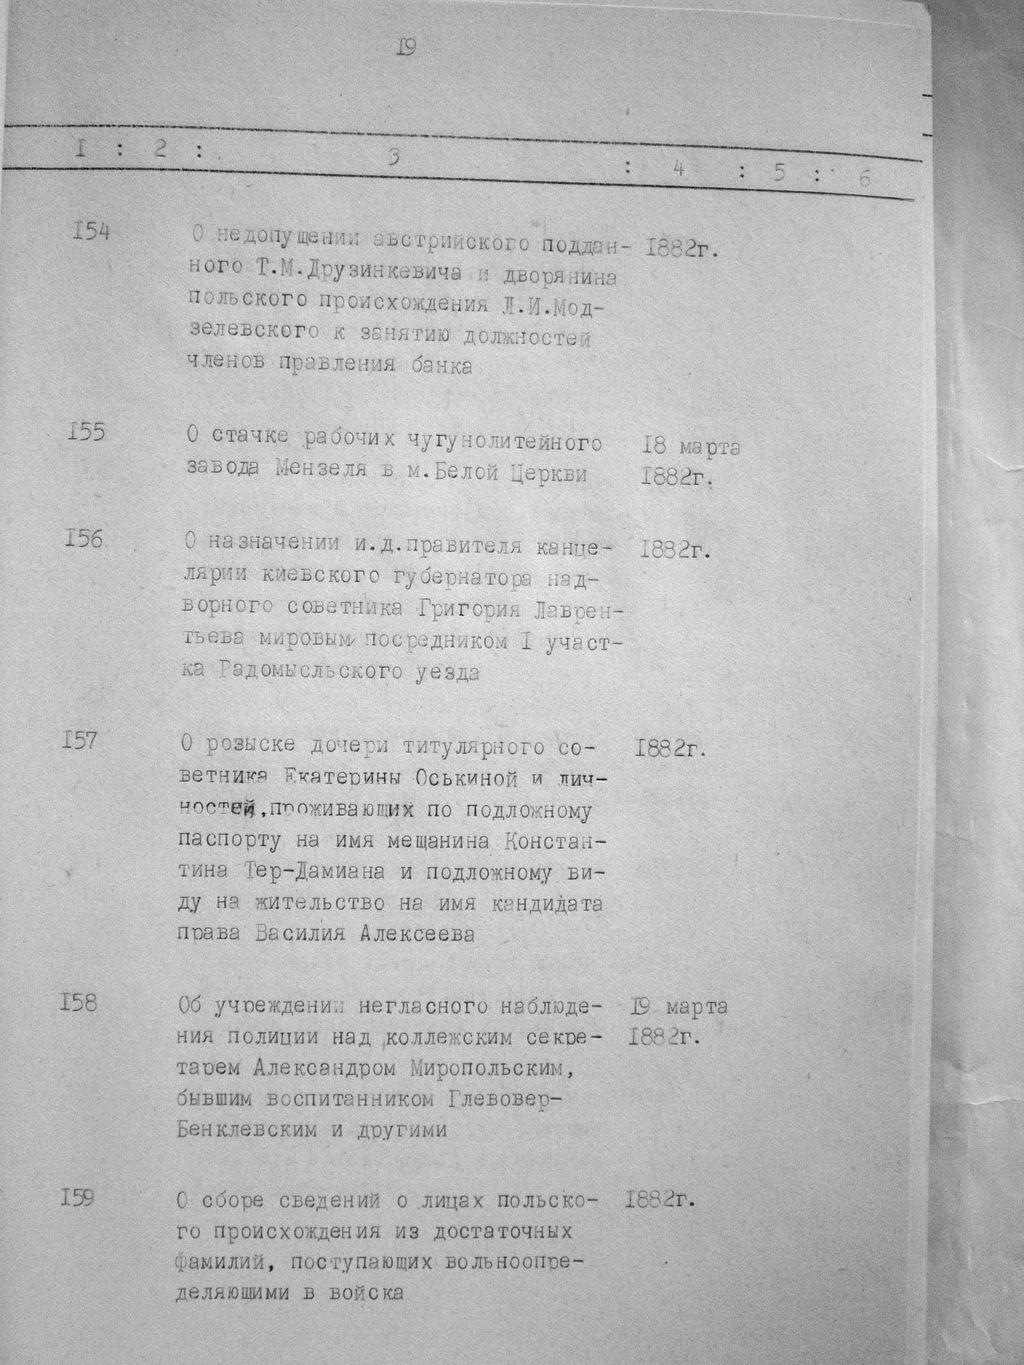 19
1 : 2 : 3 : 4 : 5 : 6
154 О недопущении австрийского поддан- 1882г.
ного Т.М.Друзинкевича и дворянина
польского происхождения Л.И.Мод-
зелевского к занятию должностей
членов правления банка
155 О стачке рабочих чугунолитейного 18 марта
завода Мензеля в м.Белой Церкви 1882г.
156 О назначении и.д.правителя канце- 1882г.
лярии киевского губернатора над-
ворного советника Григория Лаврен-
тьева мировым посредником I участ-
ка Радомысльского уезда
157 О розыске дочери титулярного со- 1882г.
ветника Екатерины Оськиной и лич-
ностей,проживающих по подложному
паспорту на имя мещанина Констан-
тина Тер-Дамиана и подложному ви-
ду на жительство на имя кандидата
права Василия Алексеева
158 Об учреждении негласного наблюде- 19 марта
ния полиции над коллежским секре- 1882г.
тарем Александром Миропольским,
бывшим воспитанником Глевовер-
Бенклевским и другими
159 О сборе сведений о лицах польско- 1882г.
го происхождения из достаточных
фамилий, поступающих вольноопре-
деляющими в войска